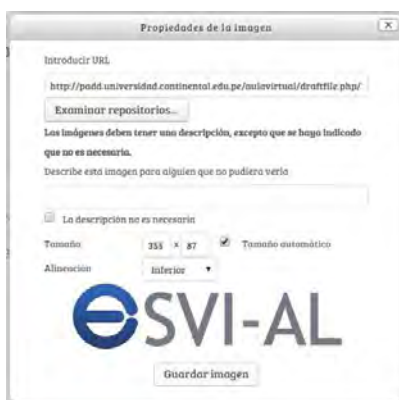 Propiedades de la imagen
Introducir URL
http://padd.universidad.continental.edu.pe/aulavirtual/draftfile.php/
Examinar repositorios...
Las imágenes deben tener una descripción, excepto que se haya indicado
que no es necesaria.
Describe esta imagen para alguien que no pudiera verla
La descripción no es necesaria
Tamaño 355 x 87 Tamaño automático
Alineación Inferior
eSVI-AL
Guardar imagen